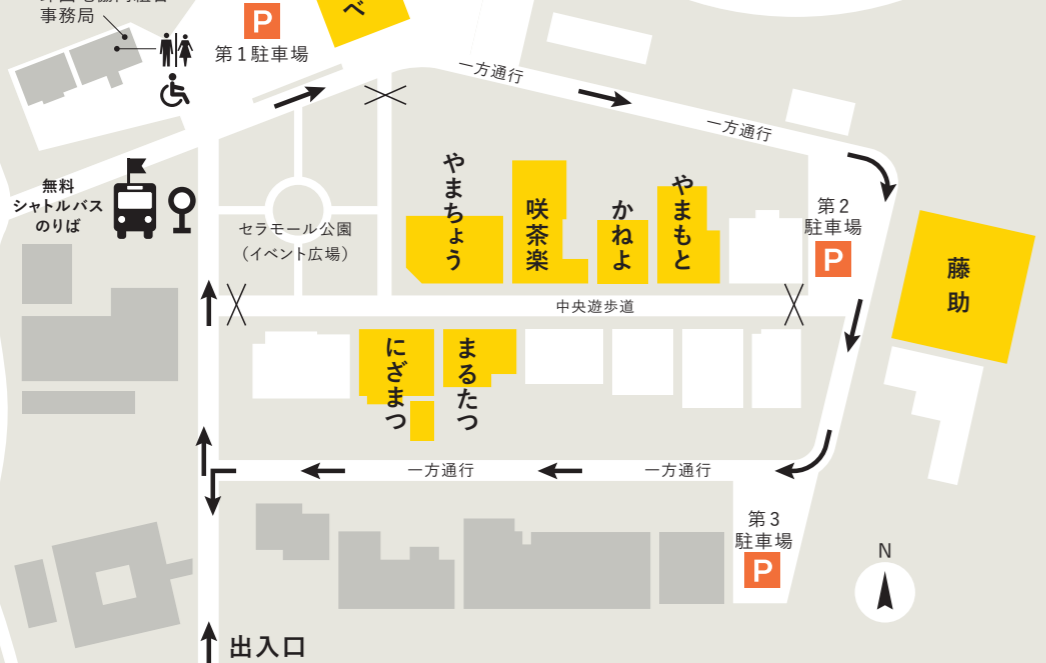 事務局
べ
P
第1駐車場
一方通行
一方通行
無料
シャトルバス
のりば
セラモール公園
（イベント広場）
やまちょう
咲茶楽
かねよ
やまもと
第2
駐車場
P
藤助
中央遊歩道
にざまつ
まるたつ
一方通行
一方通行
第3
駐車場
P
N
出入口